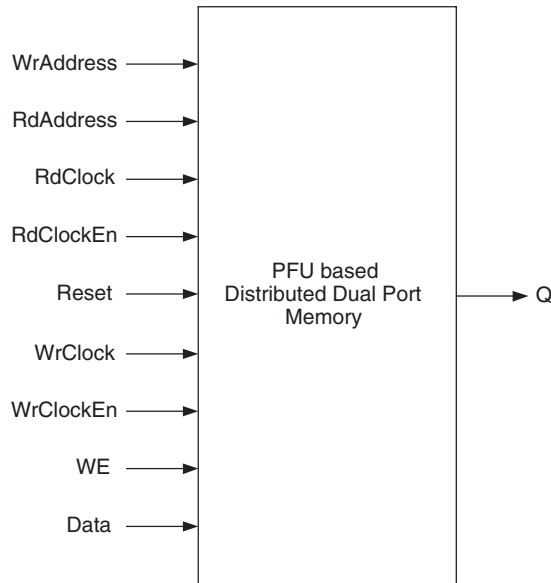 WrAddress
RdAddress
RdClock
RdClockEn
Reset
WrClock
WrClockEn
WE
Data
PFU based
Distributed Dual Port
Memory
Q